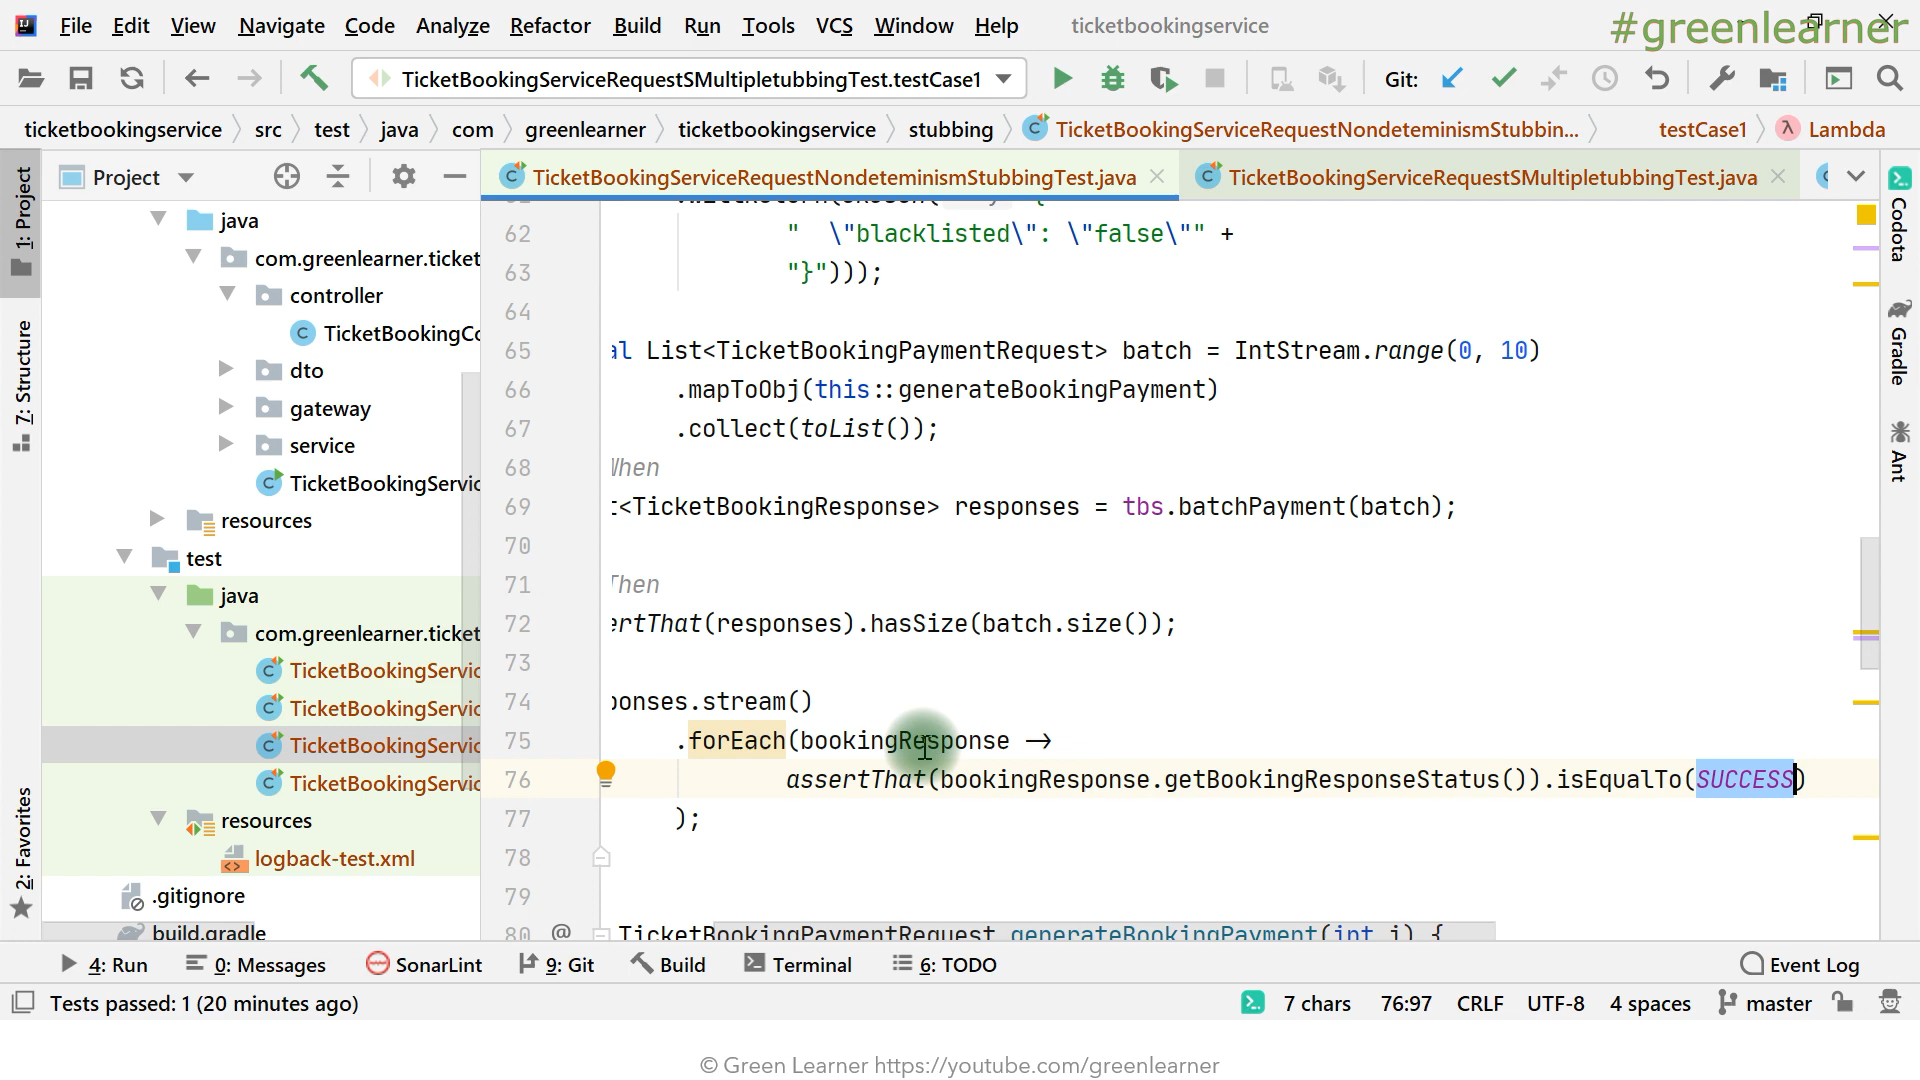 File Edit View Navigate Code Analyze Refactor Build Run Tools VCS Window Help ticketbookingservice
#greenlearner
TicketBookingServiceRequestSMultipletubbingTest.testCase1 Git:
ticketbookingservice src test java com greenlearner ticketbookingservice stubbing TicketBookingServiceRequestNondeteminismStubbin... testCase1 Lambda
Project
TicketBookingServiceRequestNondeteminismStubbingTest.java TicketBookingServiceRequestSMultipletubbingTest.java
1: Project
7: Structure
2: Favorites
java
com.greenlearner.ticket
controller
TicketBookingCo
dto
gateway
service
TicketBookingServic
resources
test
java
com.greenlearner.ticket
TicketBookingServic
TicketBookingServic
TicketBookingServic
TicketBookingServic
resources
logback-test.xml
.gitignore
build.gradle
62 "  \"blacklisted\": \"false\"" +
63 "}")));
64
65 al List<TicketBookingPaymentRequest> batch = IntStream.range(0, 10)
66 .mapToObj(this::generateBookingPayment)
67 .collect(toList());
68 When
69 t<TicketBookingResponse> responses = tbs.batchPayment(batch);
70
71 Then
72 ertThat(responses).hasSize(batch.size());
73
74 ponses.stream()
75 .forEach(bookingResponse ->
76 assertThat(bookingResponse.getBookingResponseStatus()).isEqualTo(SUCCESS)
77 );
78
79
80 @ TicketBookingPaymentRequest generateBookingPayment(int i) {
Codota
Gradle
Ant
4: Run 0: Messages SonarLint 9: Git Build Terminal 6: TODO Event Log
Tests passed: 1 (20 minutes ago) 7 chars 76:97 CRLF UTF-8 4 spaces master
© Green Learner https://youtube.com/greenlearner